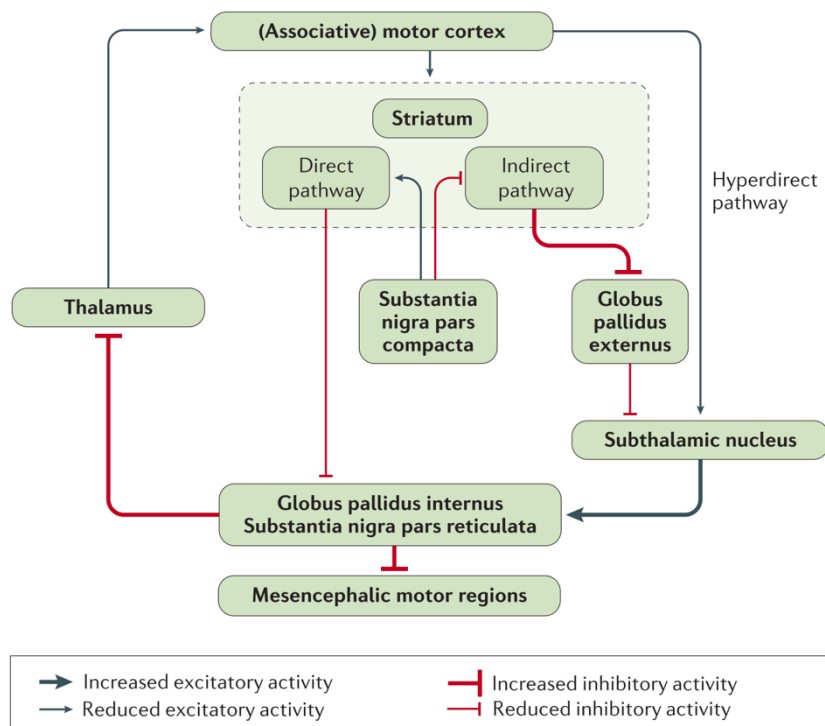 (Associative) motor cortex
Striatum
Direct
pathway
Indirect
pathway
Hyperdirect
pathway
Thalamus
Substantia
nigra pars
compacta
Globus
pallidus
externus
Subthalamic nucleus
Globus pallidus internus
Substantia nigra pars reticulata
Mesencephalic motor regions
Increased excitatory activity
Reduced excitatory activity
Increased inhibitory activity
Reduced inhibitory activity